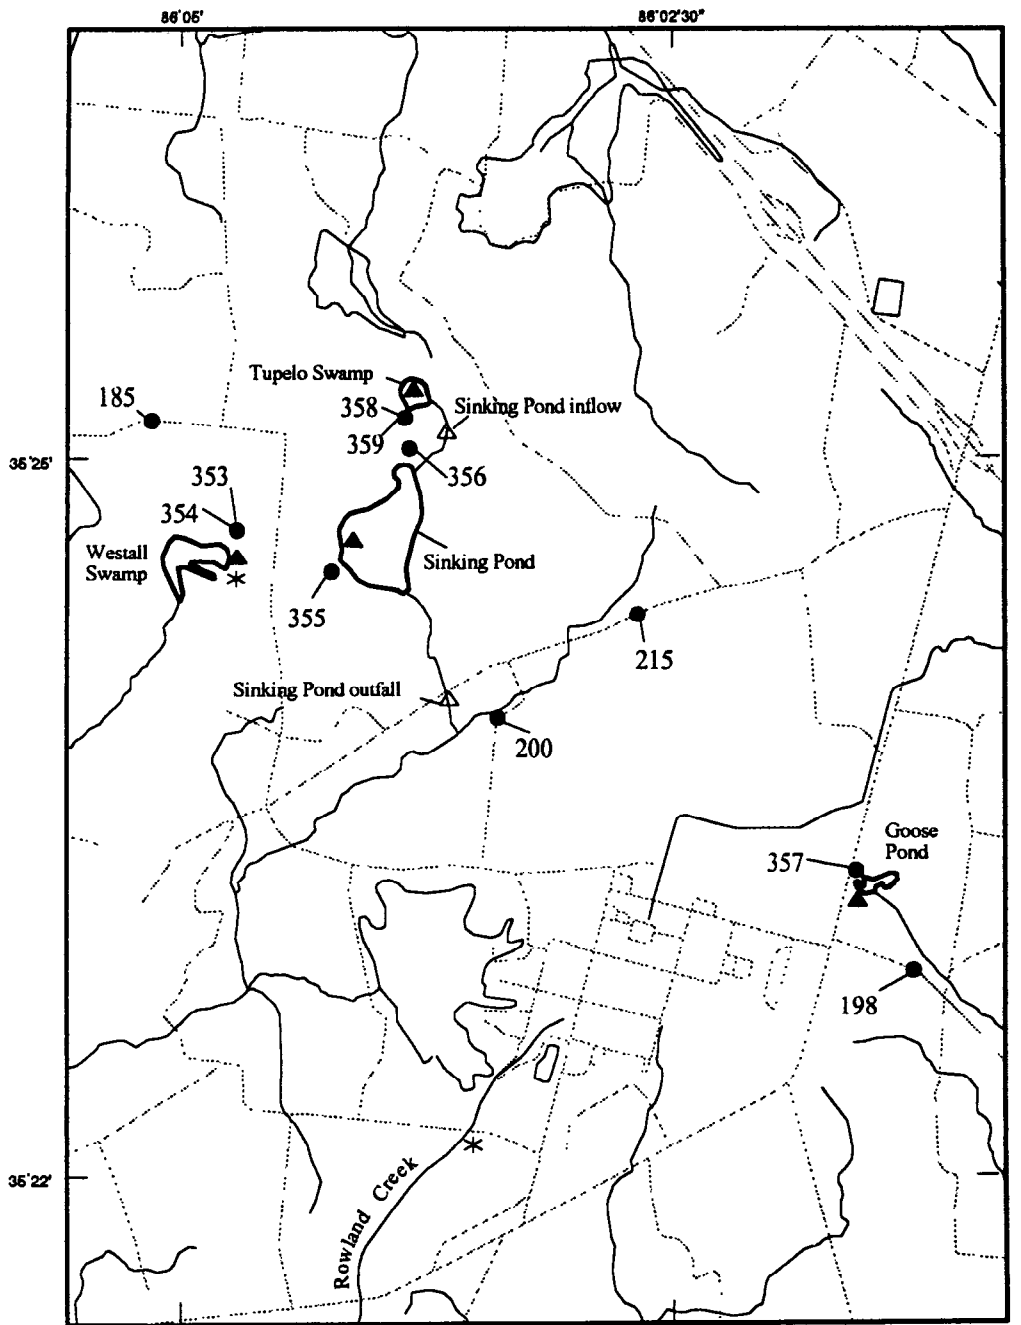 86°05'
86°02'30"
Tupelo Swamp
185
358
Sinking Pond inflow
359
35°25'
353
356
354
Westall
Swamp
Sinking Pond
355
215
Sinking Pond outfall
200
Goose
Pond
357
198
35°22'
Rowland Creek